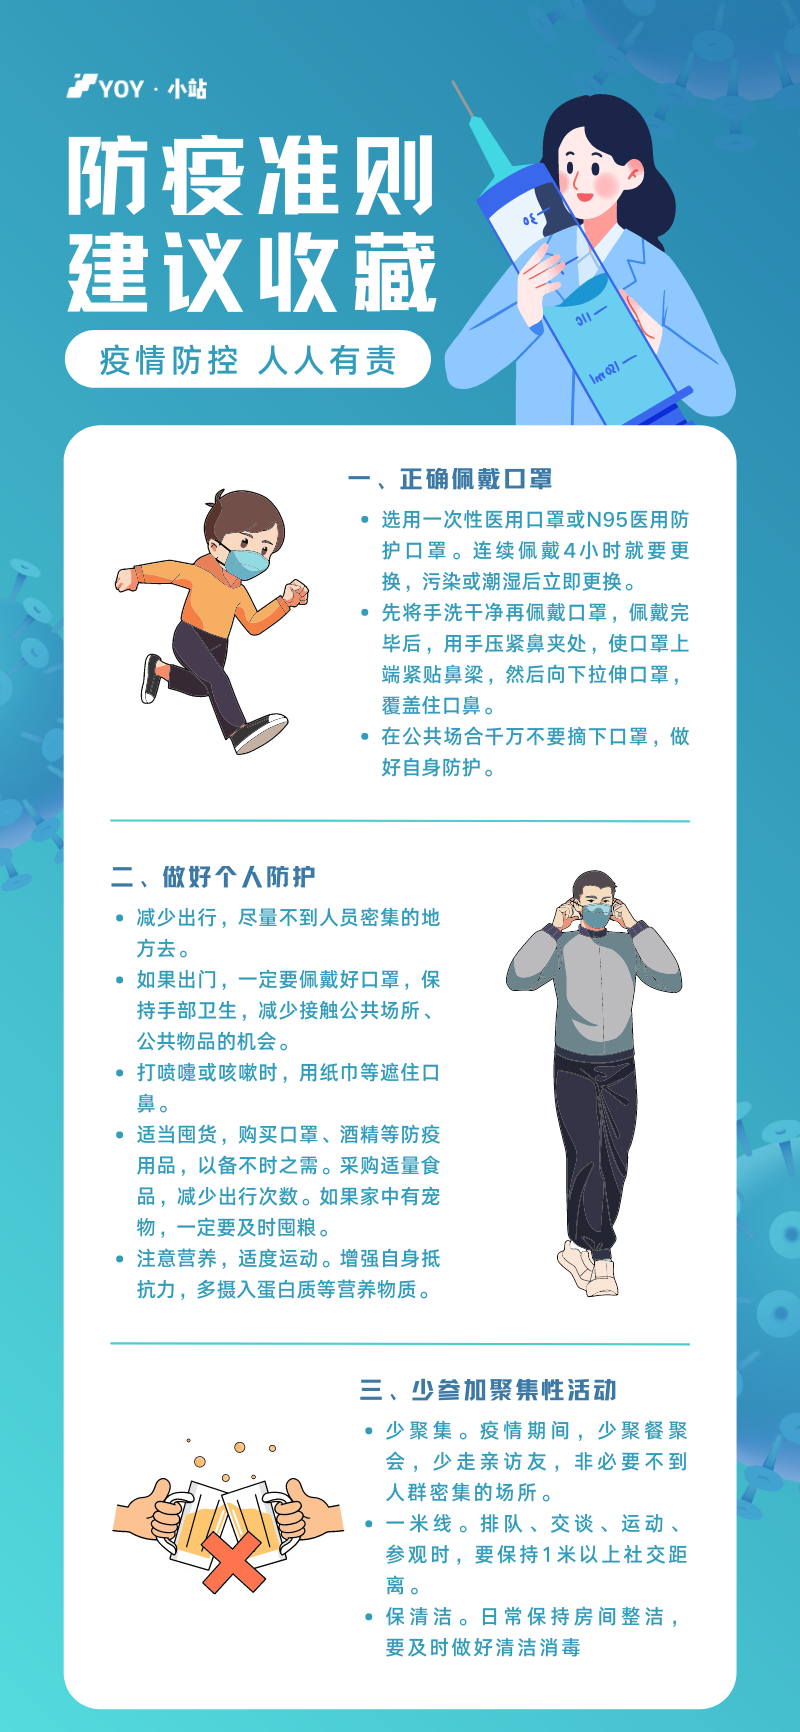 YOY · 小站
防疫准则
建议收藏
疫情防控 人人有责
一、正确佩戴口罩
选用一次性医用口罩或N95医用防
护口罩。连续佩戴4小时就要更
换，污染或潮湿后立即更换。
先将手洗干净再佩戴口罩，佩戴完
毕后，用手压紧鼻夹处，使口罩上
端紧贴鼻梁，然后向下拉伸口罩，
覆盖住口鼻。
在公共场合千万不要摘下口罩，做
好自身防护。
二、做好个人防护
减少出行，尽量不到人员密集的地
方去。
如果出门，一定要佩戴好口罩，保
持手部卫生，减少接触公共场所、
公共物品的机会。
打喷嚏或咳嗽时，用纸巾等遮住口
鼻。
适当囤货，购买口罩、酒精等防疫
用品，以备不时之需。采购适量食
品，减少出行次数。如果家中有宠
物，一定要及时囤粮。
注意营养，适度运动。增强自身抵
抗力，多摄入蛋白质等营养物质。
三、少参加聚集性活动
少聚集。疫情期间，少聚餐聚
会，少走亲访友，非必要不到
人群密集的场所。
一米线。排队、交谈、运动、
参观时，要保持1米以上社交距
离。
保清洁。日常保持房间整洁，
要及时做好清洁消毒